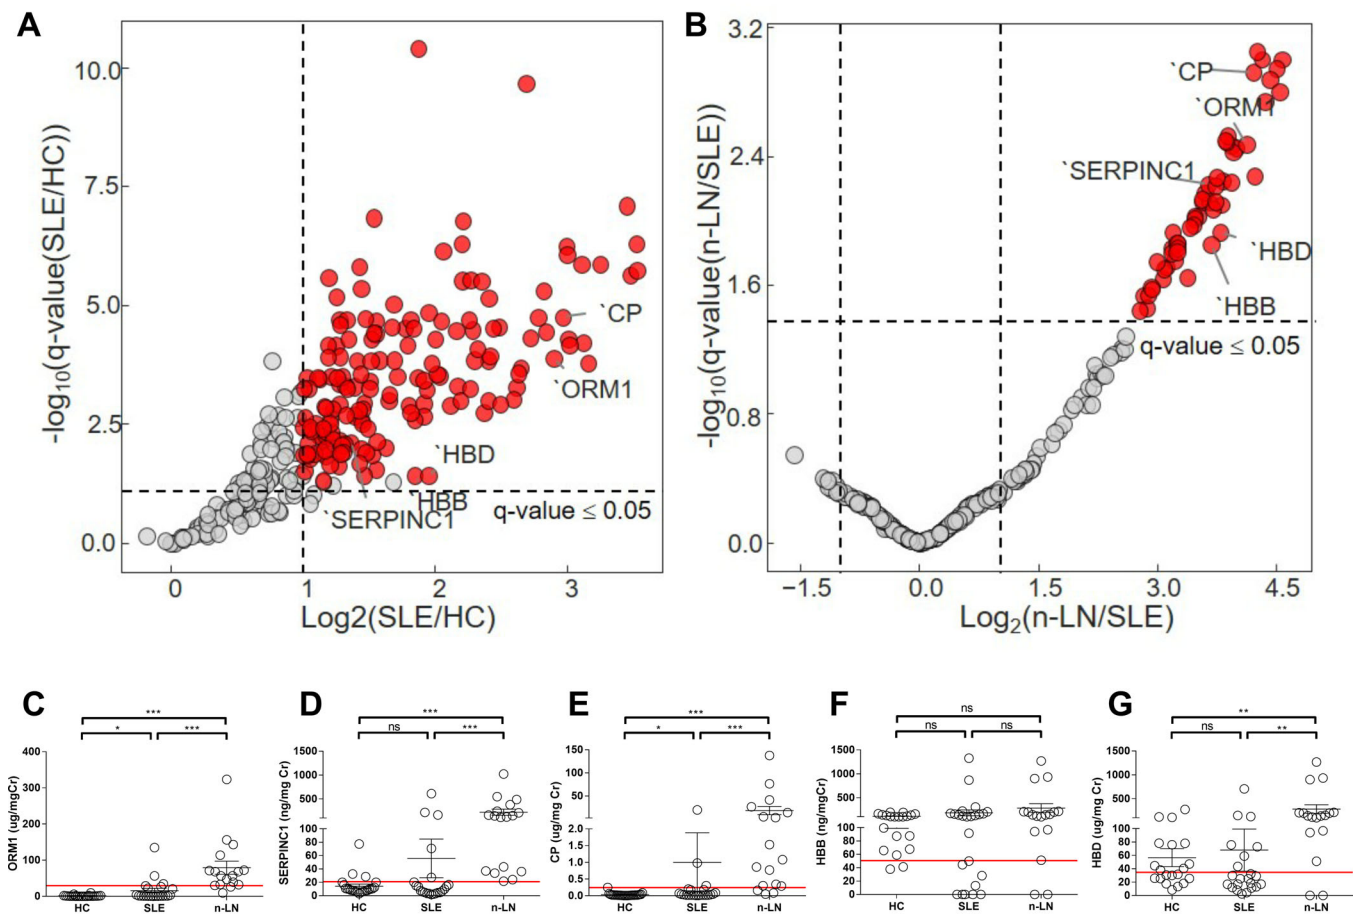 A
-log10(q-value(SLE/HC))
10.0
7.5
5.0
2.5
0.0
`CP
`ORM1
`HBD
`HBB
`SERPINC1
q-value ≤ 0.05
0 1 2 3
Log2(SLE/HC)
B
-log10(q-value(n-LN/SLE))
3.2
2.4
1.6
0.8
0.0
`CP
`ORM1
`SERPINC1
`HBD
`HBB
q-value ≤ 0.05
−1.5 0.0 1.5 3.0 4.5
Log2(n-LN/SLE)
C
***
* ***
ORM1 (ug/mgCr)
400
300
200
100
0
HC SLE n-LN
D
***
ns ***
SERPINC1 (ng/mg Cr)
1500
1000
500
100
80
60
40
20
0
HC SLE n-LN
E
***
* ***
CP (ug/mg Cr)
150
100
50
2.0
1.5
1.0
0.5
0.0
HC SLE n-LN
F
ns
ns ns
HBB (ng/mgCr)
1500
1000
500
100
80
60
40
20
0
HC SLE n-LN
G
**
ns **
HBD (ug/mg Cr)
1500
1000
500
100
80
60
40
20
0
HC SLE n-LN